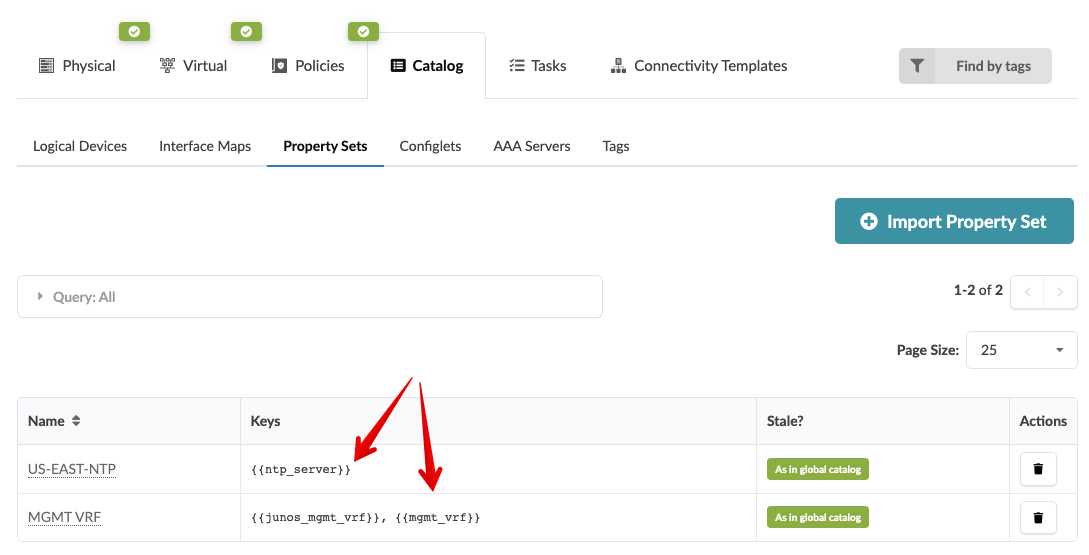 Physical Virtual Policies Catalog Tasks Connectivity Templates Find by tags
Logical Devices Interface Maps Property Sets Configlets AAA Servers Tags
Import Property Set
Query: All 1-2 of 2
Page Size: 25
Name Keys Stale? Actions
US-EAST-NTP {{ntp_server}} As in global catalog
MGMT VRF {{junos_mgmt_vrf}}, {{mgmt_vrf}} As in global catalog